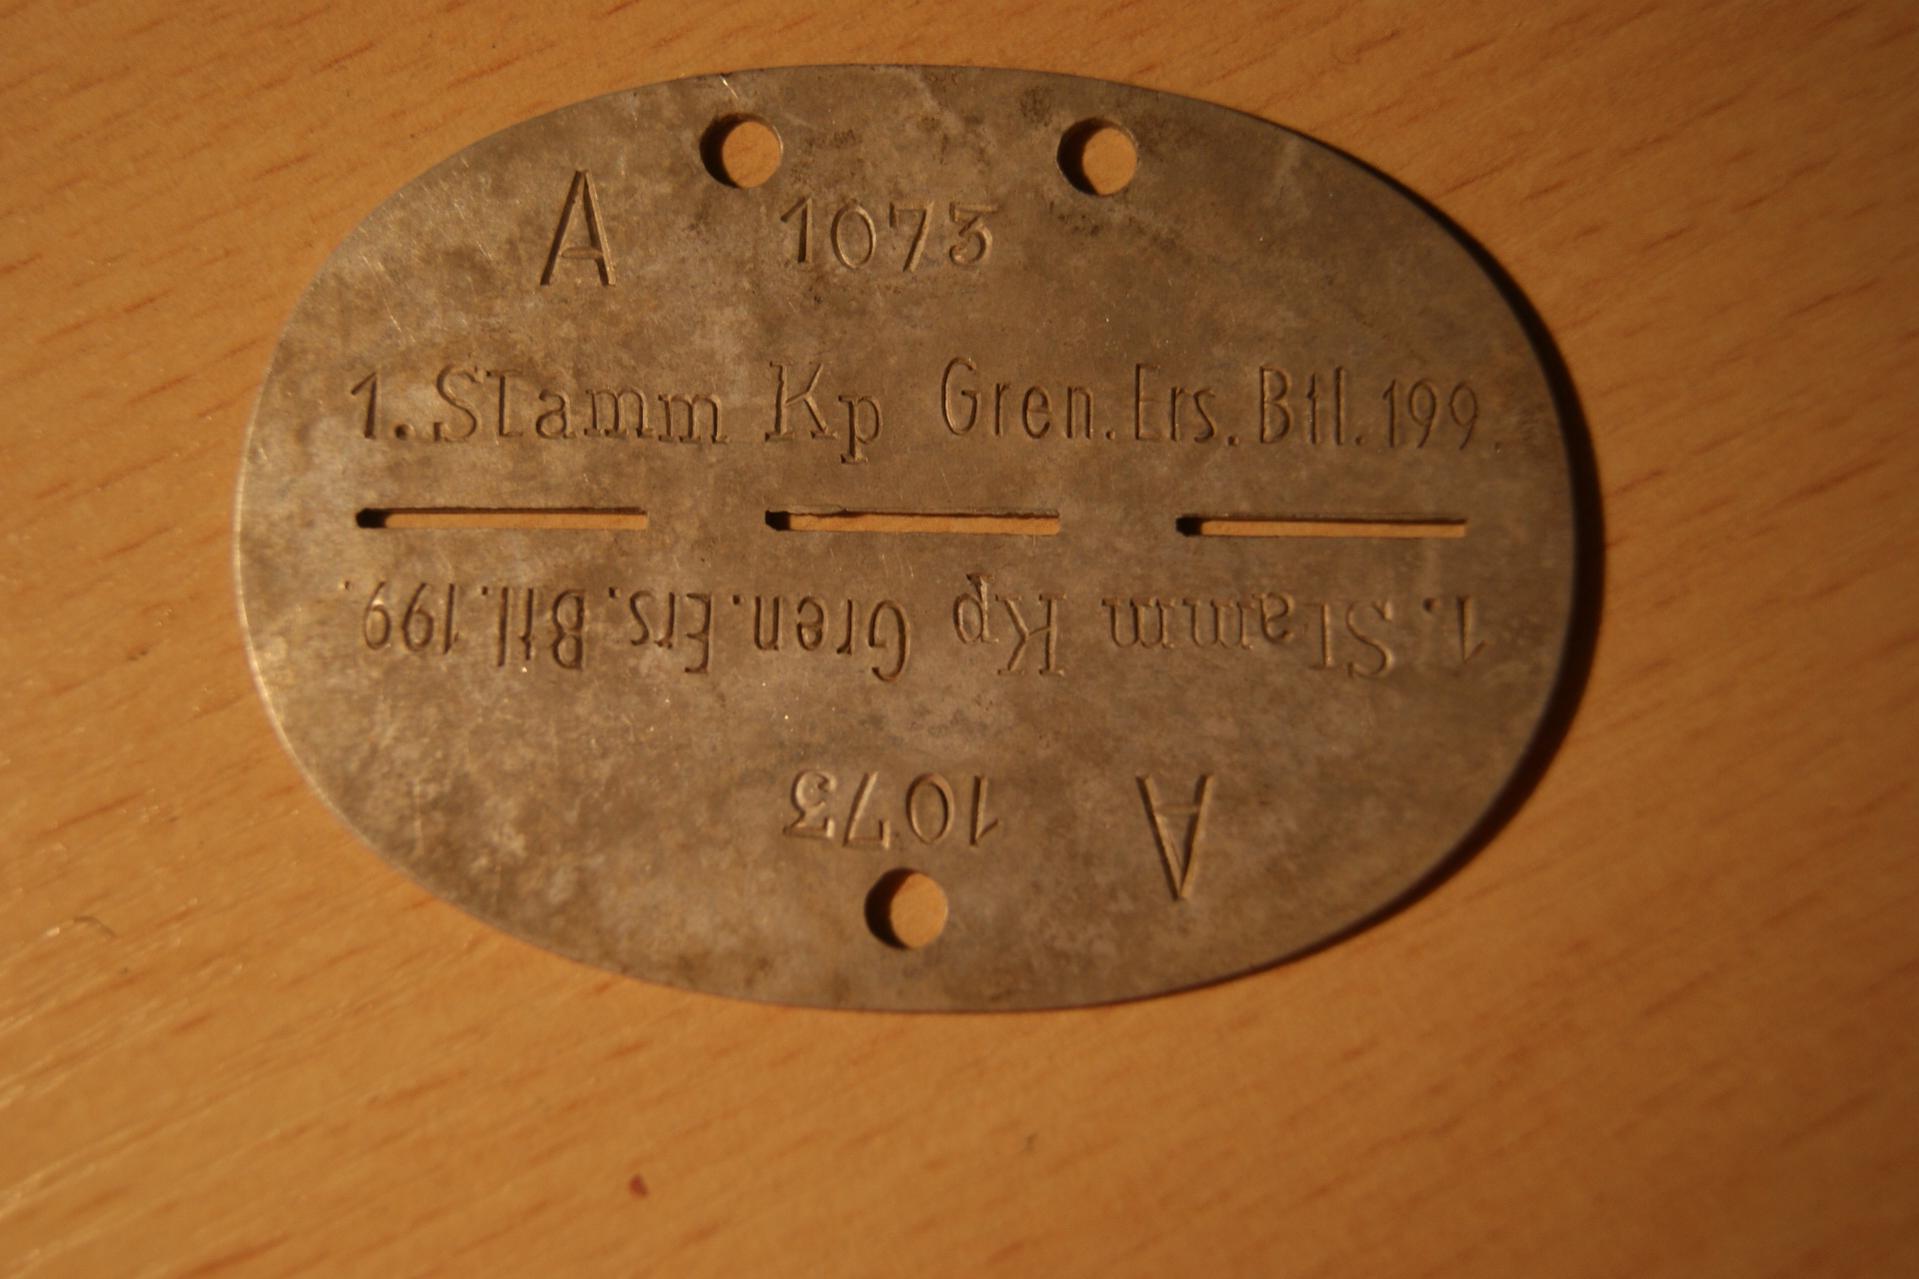 A 1073
1. Stamm Kp Gren. Ers. Btl. 199.
1. Stamm Kp Gren. Ers. Btl. 199.
A 1073